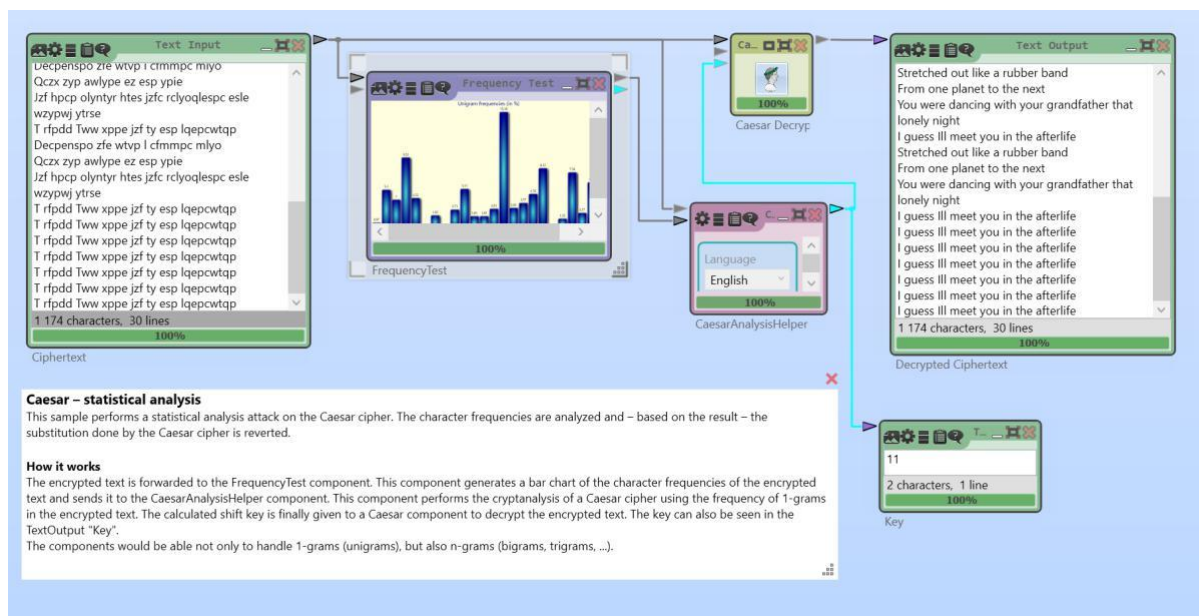 Text Input
Decpenspo zfe wtvp l cfmmpc mlyo
Qczx zyp awlype ez esp ypie
Jzf hpcp olyntyr htes jzfc rclyoqlespc esle
wzypwj ytrse
T rfpdd Tww xppe jzf ty esp lqepcwtqp
Decpenspo zfe wtvp l cfmmpc mlyo
Qczx zyp awlype ez esp ypie
Jzf hpcp olyntyr htes jzfc rclyoqlespc esle
wzypwj ytrse
T rfpdd Tww xppe jzf ty esp lqepcwtqp
T rfpdd Tww xppe jzf ty esp lqepcwtqp
T rfpdd Tww xppe jzf ty esp lqepcwtqp
T rfpdd Tww xppe jzf ty esp lqepcwtqp
T rfpdd Tww xppe jzf ty esp lqepcwtqp
T rfpdd Tww xppe jzf ty esp lqepcwtqp
T rfpdd Tww xppe jzf ty esp lqepcwtqp
1 174 characters, 30 lines
100%
Ciphertext
Frequency Test
Unigram frequencies (in %)
100%
FrequencyTest
Ca...
100%
Caesar Decryp
C...
Language
English
100%
CaesarAnalysisHelper
Text Output
Stretched out like a rubber band
From one planet to the next
You were dancing with your grandfather that
lonely night
I guess Ill meet you in the afterlife
Stretched out like a rubber band
From one planet to the next
You were dancing with your grandfather that
lonely night
I guess Ill meet you in the afterlife
I guess Ill meet you in the afterlife
I guess Ill meet you in the afterlife
I guess Ill meet you in the afterlife
I guess Ill meet you in the afterlife
I guess Ill meet you in the afterlife
I guess Ill meet you in the afterlife
1 174 characters, 30 lines
100%
Decrypted Ciphertext
Caesar – statistical analysis
This sample performs a statistical analysis attack on the Caesar cipher. The character frequencies are analyzed and – based on the result – the
substitution done by the Caesar cipher is reverted.
How it works
The encrypted text is forwarded to the FrequencyTest component. This component generates a bar chart of the character frequencies of the encrypted
text and sends it to the CaesarAnalysisHelper component. This component performs the cryptanalysis of a Caesar cipher using the frequency of 1-grams
in the encrypted text. The calculated shift key is finally given to a Caesar component to decrypt the encrypted text. The key can also be seen in the
TextOutput "Key".
The components would be able not only to handle 1-grams (unigrams), but also n-grams (bigrams, trigrams, ...).
T...
11
2 characters, 1 line
100%
Key